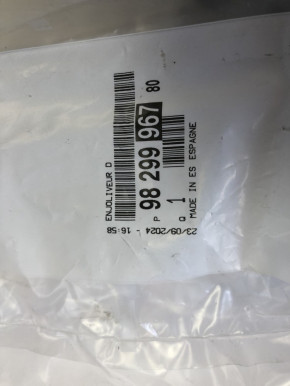 ENJOLIVEUR D
P 98 299 967 80
Q 1
MADE IN ES ESPAGNE
23/09/2024 - 16:58